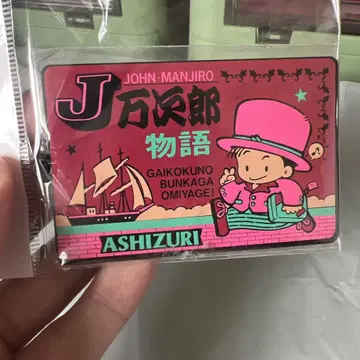 JOHN・MANJIRO
J万次郎
物語
GAIKOKUNO
BUNKAGA
OMIYAGE!
ASHIZURI